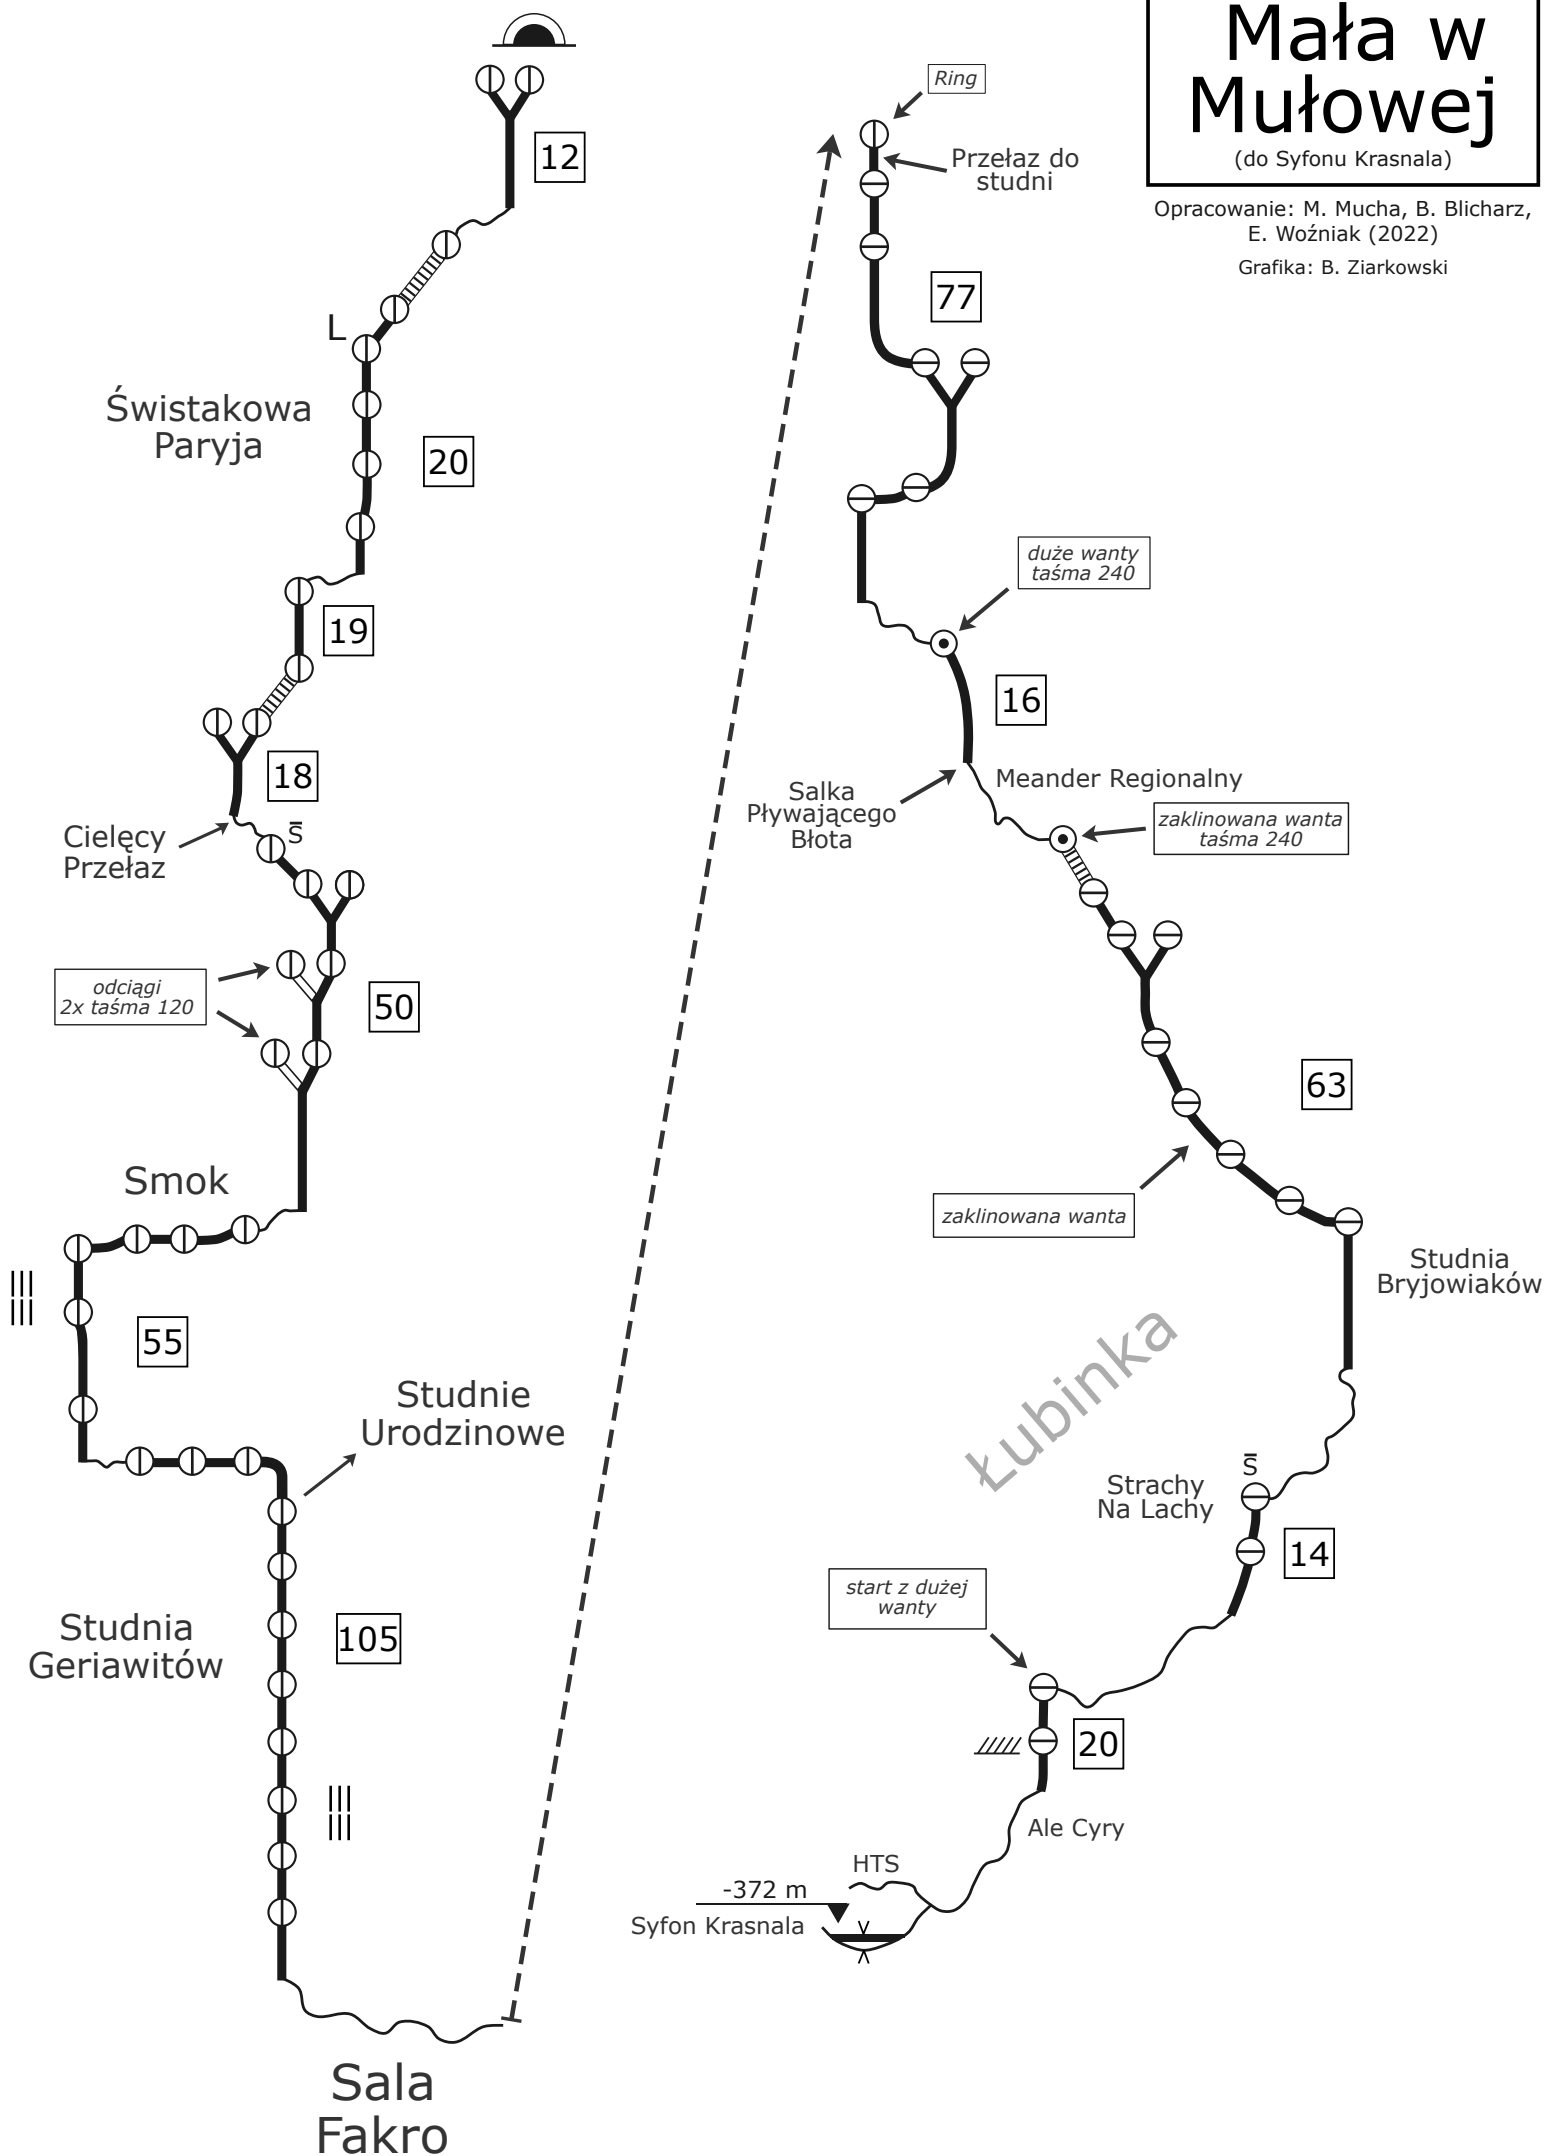 Mała w
Mułowej
(do Syfonu Krasnala)
Opracowanie: M. Mucha, B. Blicharz,
E. Woźniak (2022)
Grafika: B. Ziarkowski
12
L
Świstakowa
Paryja
20
19
18
Cielęcy
Przełaz
s̄
odciągi
2x taśma 120
50
Smok
55
Studnie
Urodzinowe
Studnia
Geriawitów
105
Sala
Fakro
Ring
Przełaz do
studni
77
duże wanty
taśma 240
16
Salka
Pływającego
Błota
Meander Regionalny
zaklinowana wanta
taśma 240
63
zaklinowana wanta
Studnia
Bryjowiaków
Łubinka
s̄
Strachy
Na Lachy
14
start z dużej
wanty
20
Ale Cyry
HTS
-372 m
Syfon Krasnala